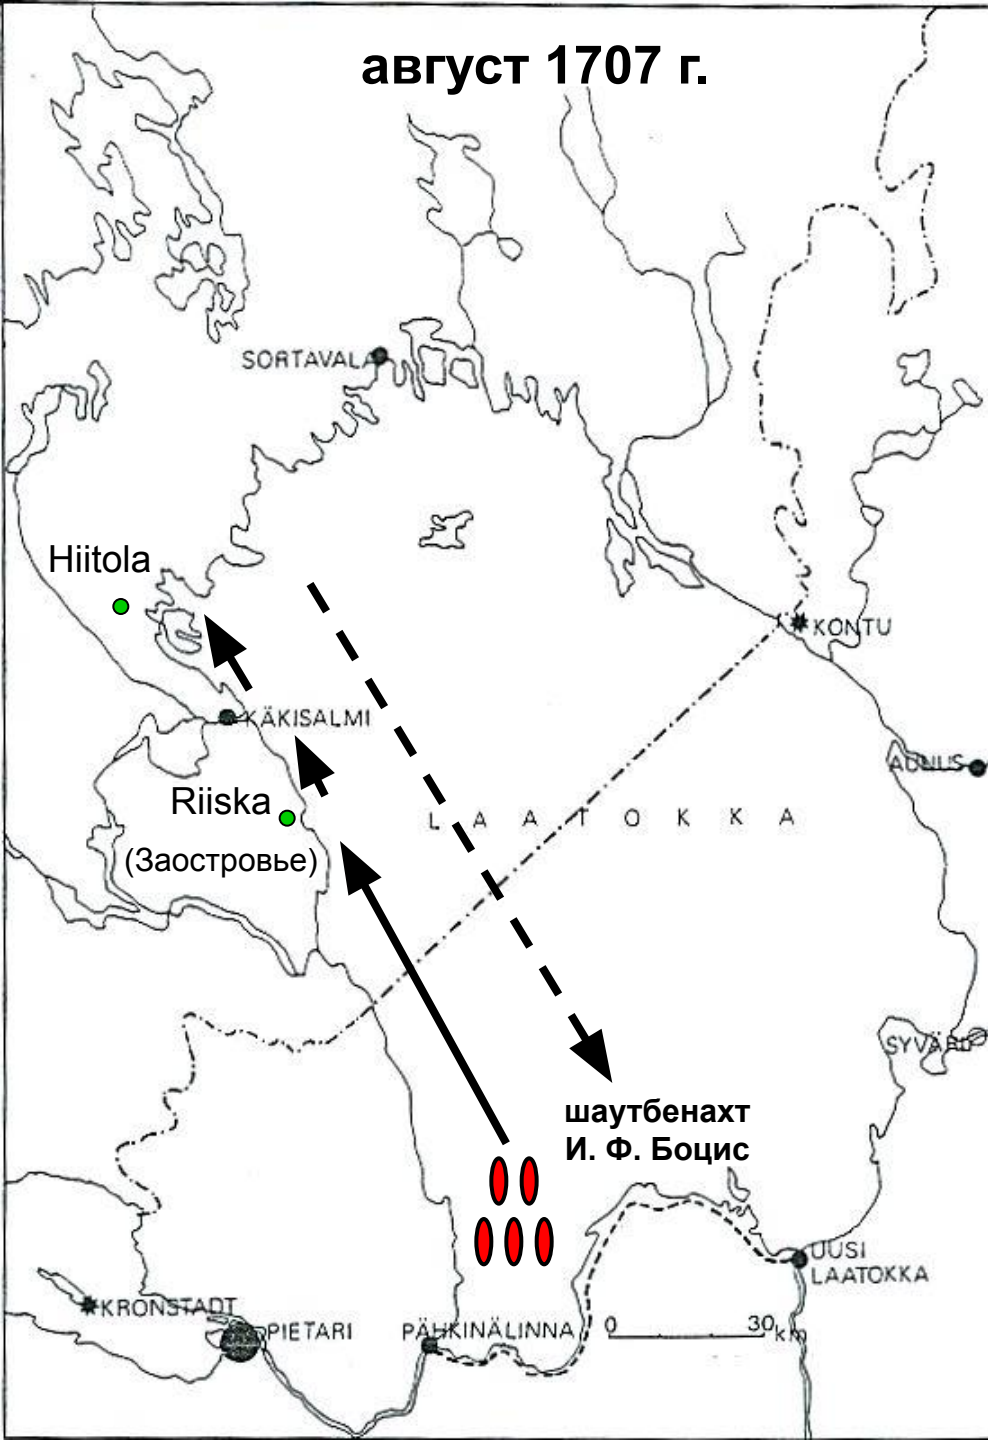 август 1707 г.
SORTAVALA
Hiitola
KONTU
KÄKISALMI
AUNUS
Riiska
LAATOKKA
(Заостровье)
SYVÄRI
шаутбенахт
И. Ф. Боцис
UUSI
LAATOKKA
KRONSTADT
PIETARI
PÄHKINÄLINNA
0 30 km